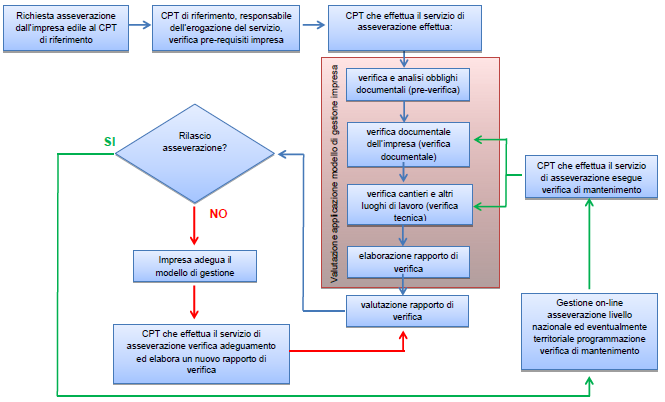 Richiesta asseverazione
dall'impresa edile al CPT
di riferimento
CPT di riferimento, responsabile
dell'erogazione del servizio,
verifica pre-requisiti impresa
CPT che effettua il servizio di
asseverazione effettua:
Valutazione applicazione modello di gestione impresa
verifica e analisi obblighi
documentali (pre-verifica)
verifica documentale
dell'impresa (verifica
documentale)
verifica cantieri e altri
luoghi di lavoro (verifica
tecnica)
elaborazione rapporto di
verifica
valutazione rapporto di
verifica
Rilascio
asseverazione?
SI
NO
Impresa adegua il
modello di gestione
CPT che effettua il servizio di
asseverazione verifica adeguamento
ed elabora un nuovo rapporto di
verifica
CPT che effettua il servizio
di asseverazione esegue
verifica di mantenimento
Gestione on-line
asseverazione livello
nazionale ed eventualmente
territoriale programmazione
verifica di mantenimento